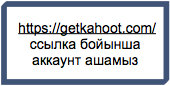 https://getkahoot.com/
ссылка бойынша
аккаунт ашамыз